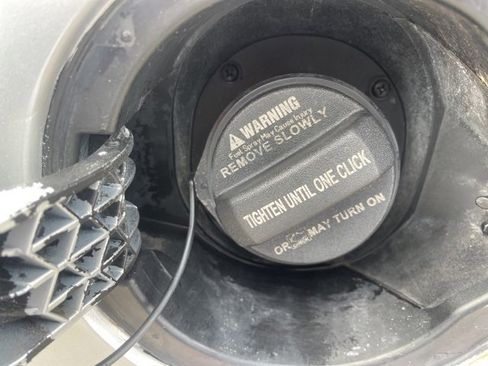 WARNING
Fuel Spray May Cause Injury
REMOVE SLOWLY
TIGHTEN UNTIL ONE CLICK
OR MAY TURN ON